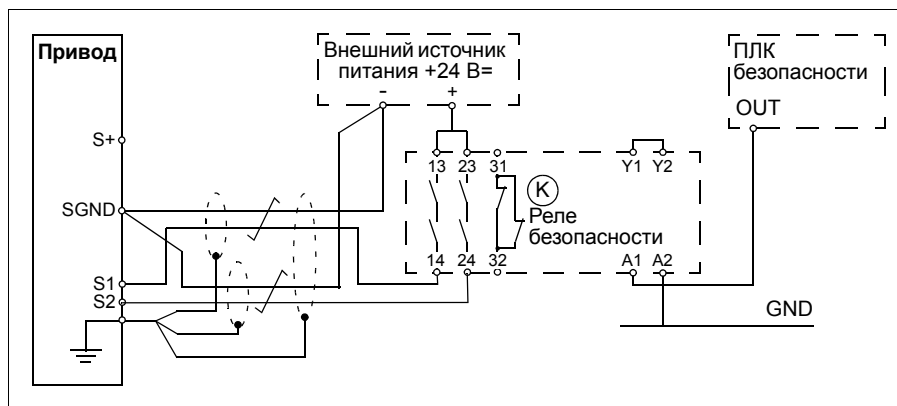 Привод
Внешний источник
питания +24 В=
- +
ПЛК
безопасности
OUT
S+
13 23 31
Y1 Y2
K
SGND
Реле
безопасности
14 24 32
A1 A2
S1
S2
GND